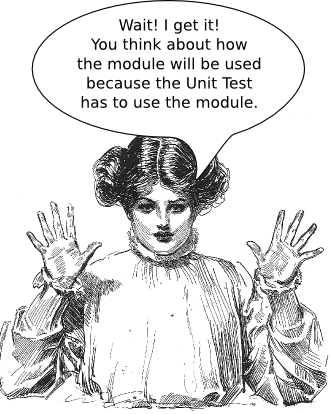 Wait! I get it!
You think about how
the module will be used
because the Unit Test
has to use the module.